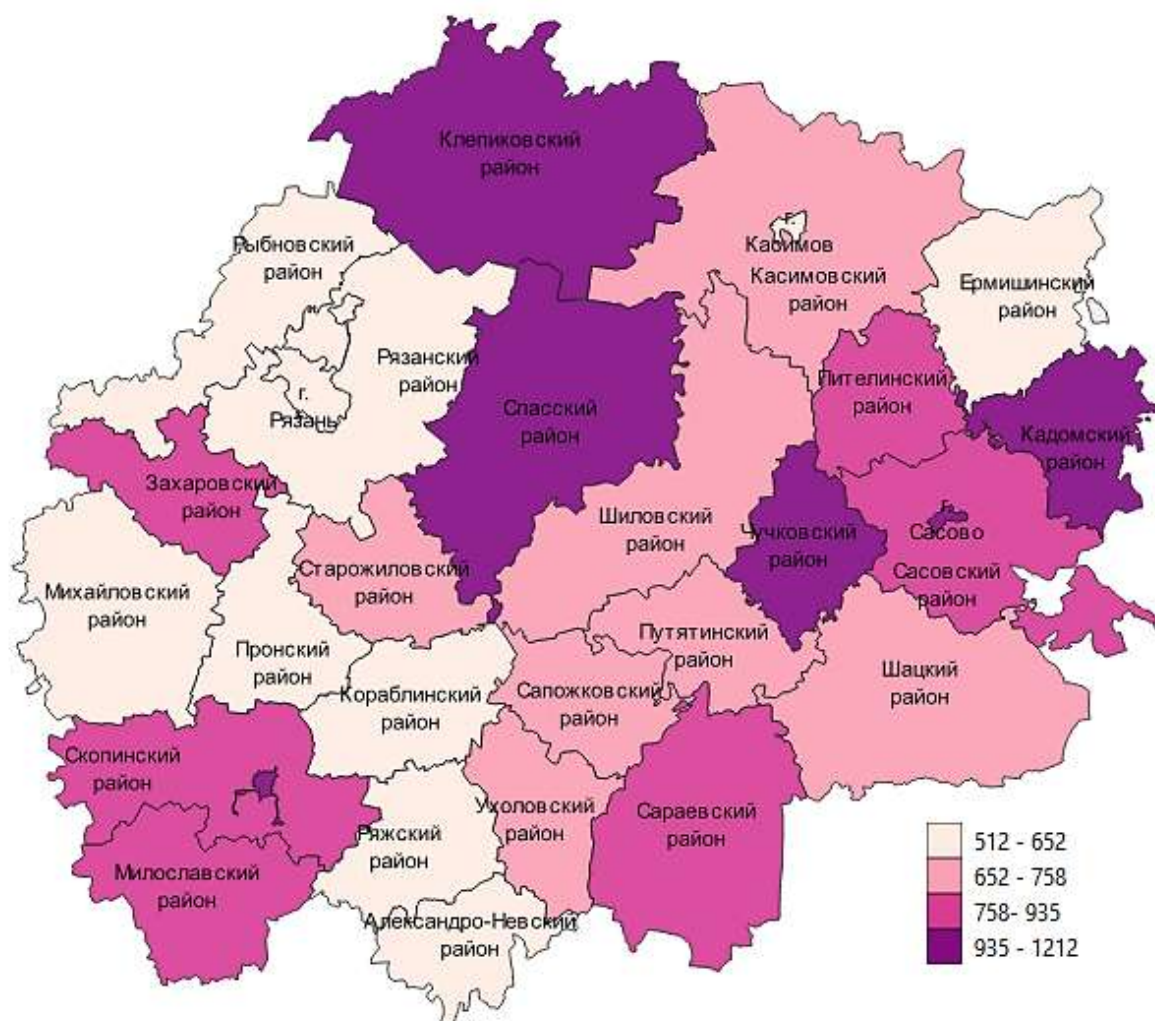 Клепиковский
район
Рыбновский
район
г.
Касимов
Касимовский
район
Ермишинский
район
Рязанский
район
г.
Рязань
Спасский
район
Пителинский
район
Кадомский
район
Захаровский
район
Шиловский
район
Чучковский
район
г.
Сасово
Сасовский
район
Старожиловский
район
Михайловский
район
Пронский
район
Путятинский
район
Шацкий
район
Кораблинский
район
Сапожковский
район
Скопинский
район
Ухоловский
район
Сараевский
район
Ряжский
район
Милославский
район
Александро-Невский
район
512 - 652
652 - 758
758- 935
935 - 1212